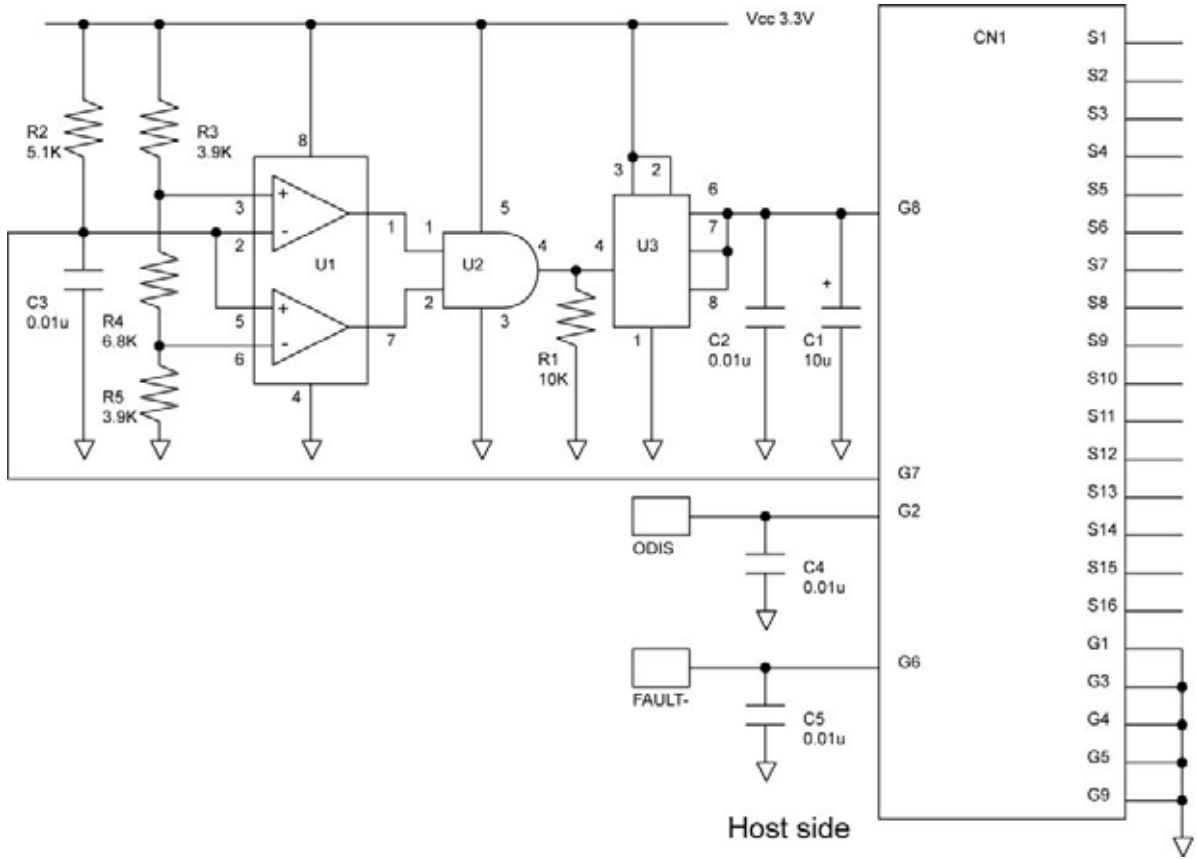 Vcc 3.3V
CN1
S1
S2
S3
S4
S5
S6
S7
S8
S9
S10
S11
S12
S13
S14
S15
S16
G1
G3
G4
G5
G9
R2
5.1K
R3
3.9K
8
3
2
1
U1
5
6
7
4
C3
0.01u
R4
6.8K
R5
3.9K
1
2
U2
5
4
3
R1
10K
3
2
4
U3
6
7
8
1
C2
0.01u
+
C1
10u
G8
G7
G2
ODIS
C4
0.01u
G6
FAULT-
C5
0.01u
+
-
+
-
Host side